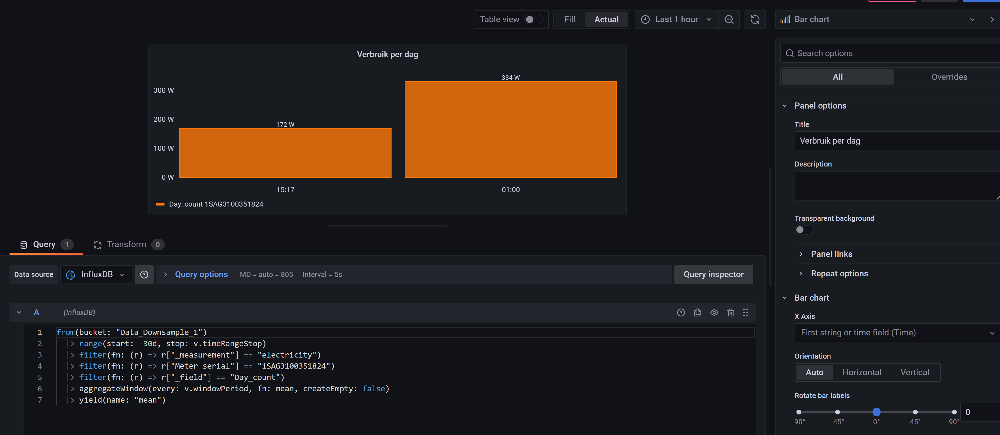 Table view
Fill
Actual
Last 1 hour
Bar chart
Verbruik per dag
334 W
300 W
200 W
172 W
100 W
0 W
15:17
01:00
Day_count 1SAG3100351824
Search options
All
Overrides
Panel options
Title
Verbruik per dag
Description
Transparent background
Panel links
Repeat options
Bar chart
X Axis
First string or time field (Time)
Orientation
Auto
Horizontal
Vertical
Rotate bar labels
0
-90°
-45°
0°
45°
90°
Query 1
Transform 0
Data source
InfluxDB
Query options
MD = auto = 805
Interval = 5s
Query inspector
A
(InfluxDB)
1 from(bucket: "Data_Downsample_1")
2 |> range(start: -30d, stop: v.timeRangeStop)
3 |> filter(fn: (r) => r["_measurement"] == "electricity")
4 |> filter(fn: (r) => r["Meter serial"] == "1SAG3100351824")
5 |> filter(fn: (r) => r["_field"] == "Day_count")
6 |> aggregateWindow(every: v.windowPeriod, fn: mean, createEmpty: false)
7 |> yield(name: "mean")